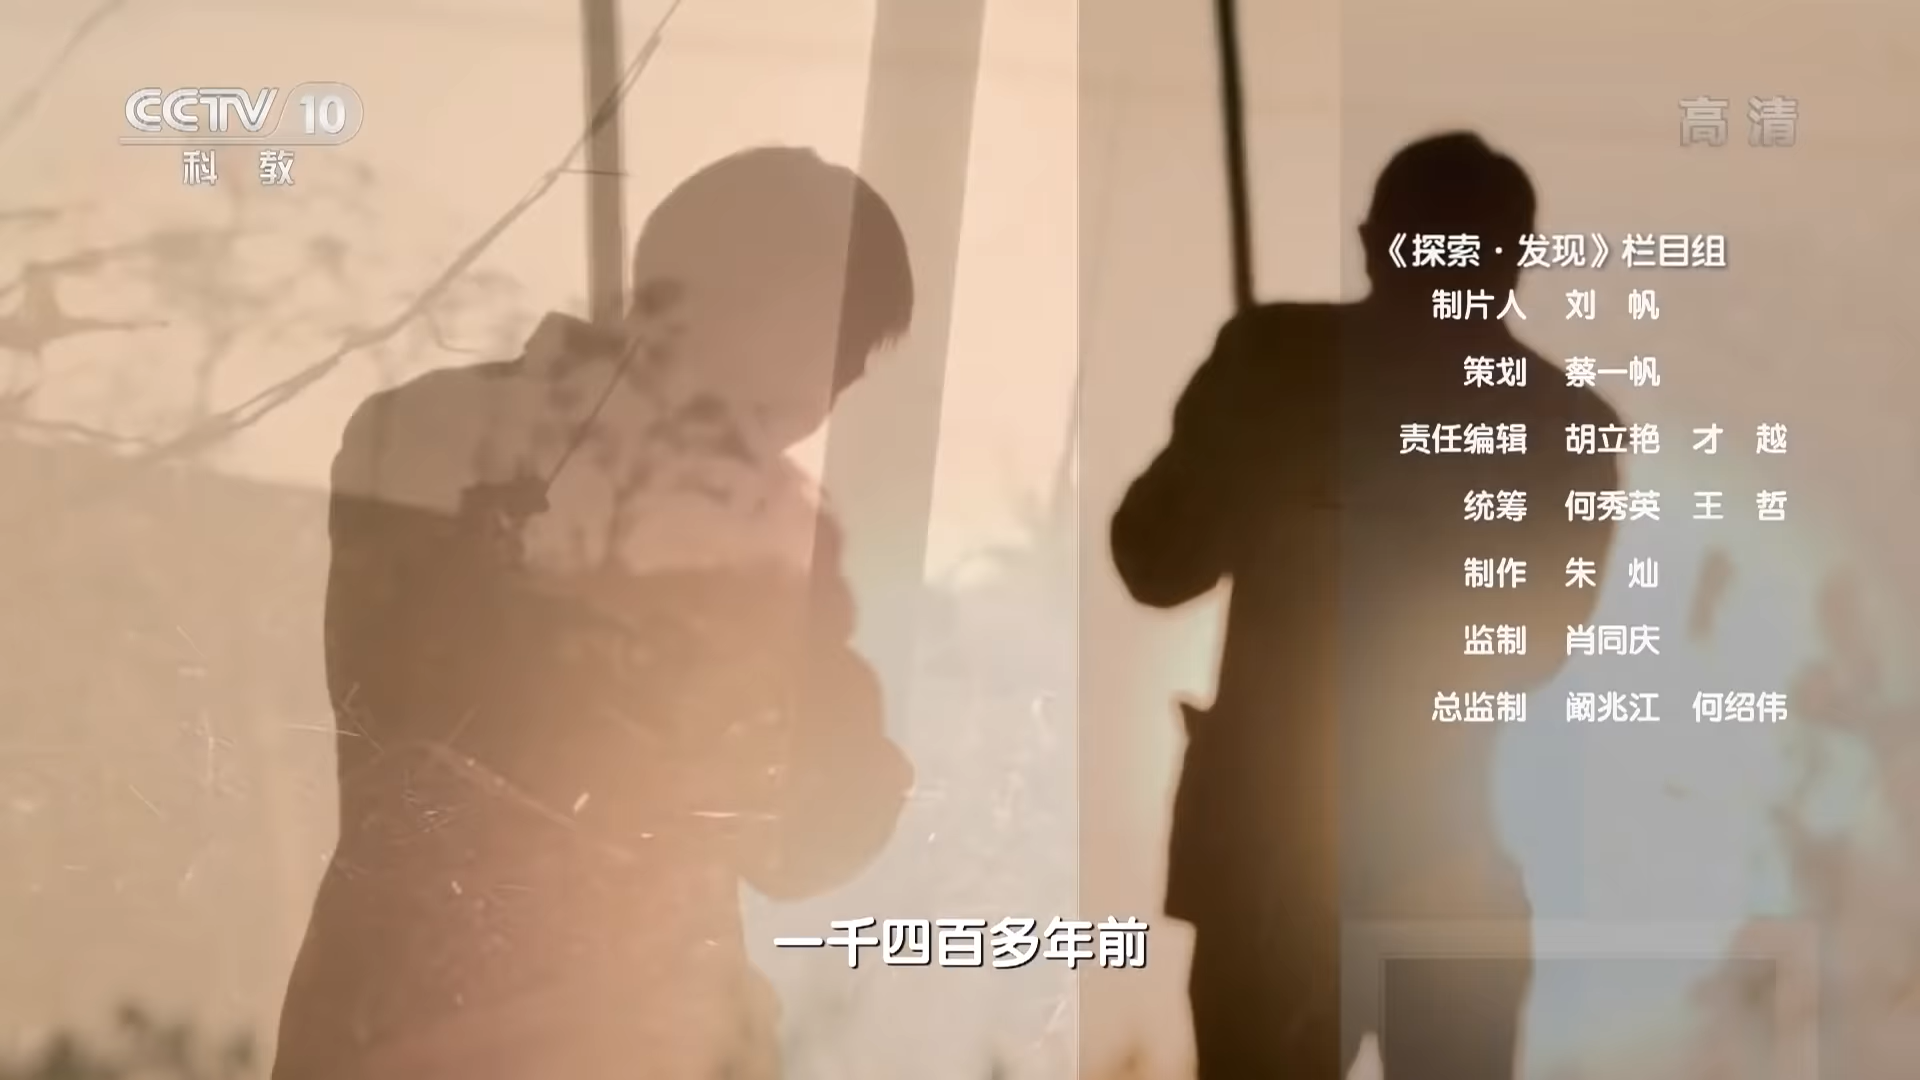 CCTV 10
科 教
高 清
《探索·发现》栏目组
制片人 刘 帆
策划 蔡一帆
责任编辑 胡立艳 才 越
统筹 何秀英 王 哲
制作 朱 灿
监制 肖同庆
总监制 阚兆江 何绍伟
一千四百多年前